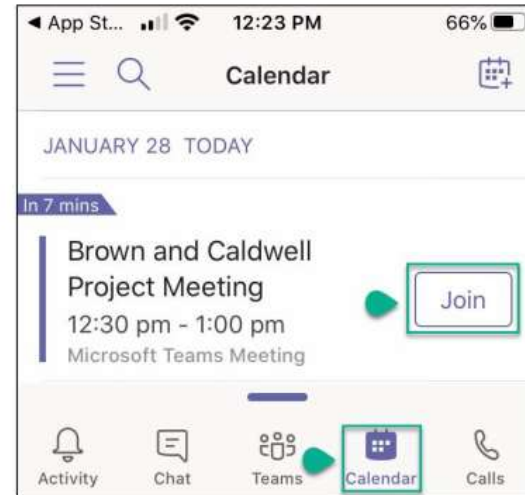 ◀ App St... 12:23 PM 66%
Calendar
JANUARY 28 TODAY
In 7 mins
Brown and Caldwell
Project Meeting
12:30 pm - 1:00 pm
Microsoft Teams Meeting
Join
Activity Chat Teams Calendar Calls